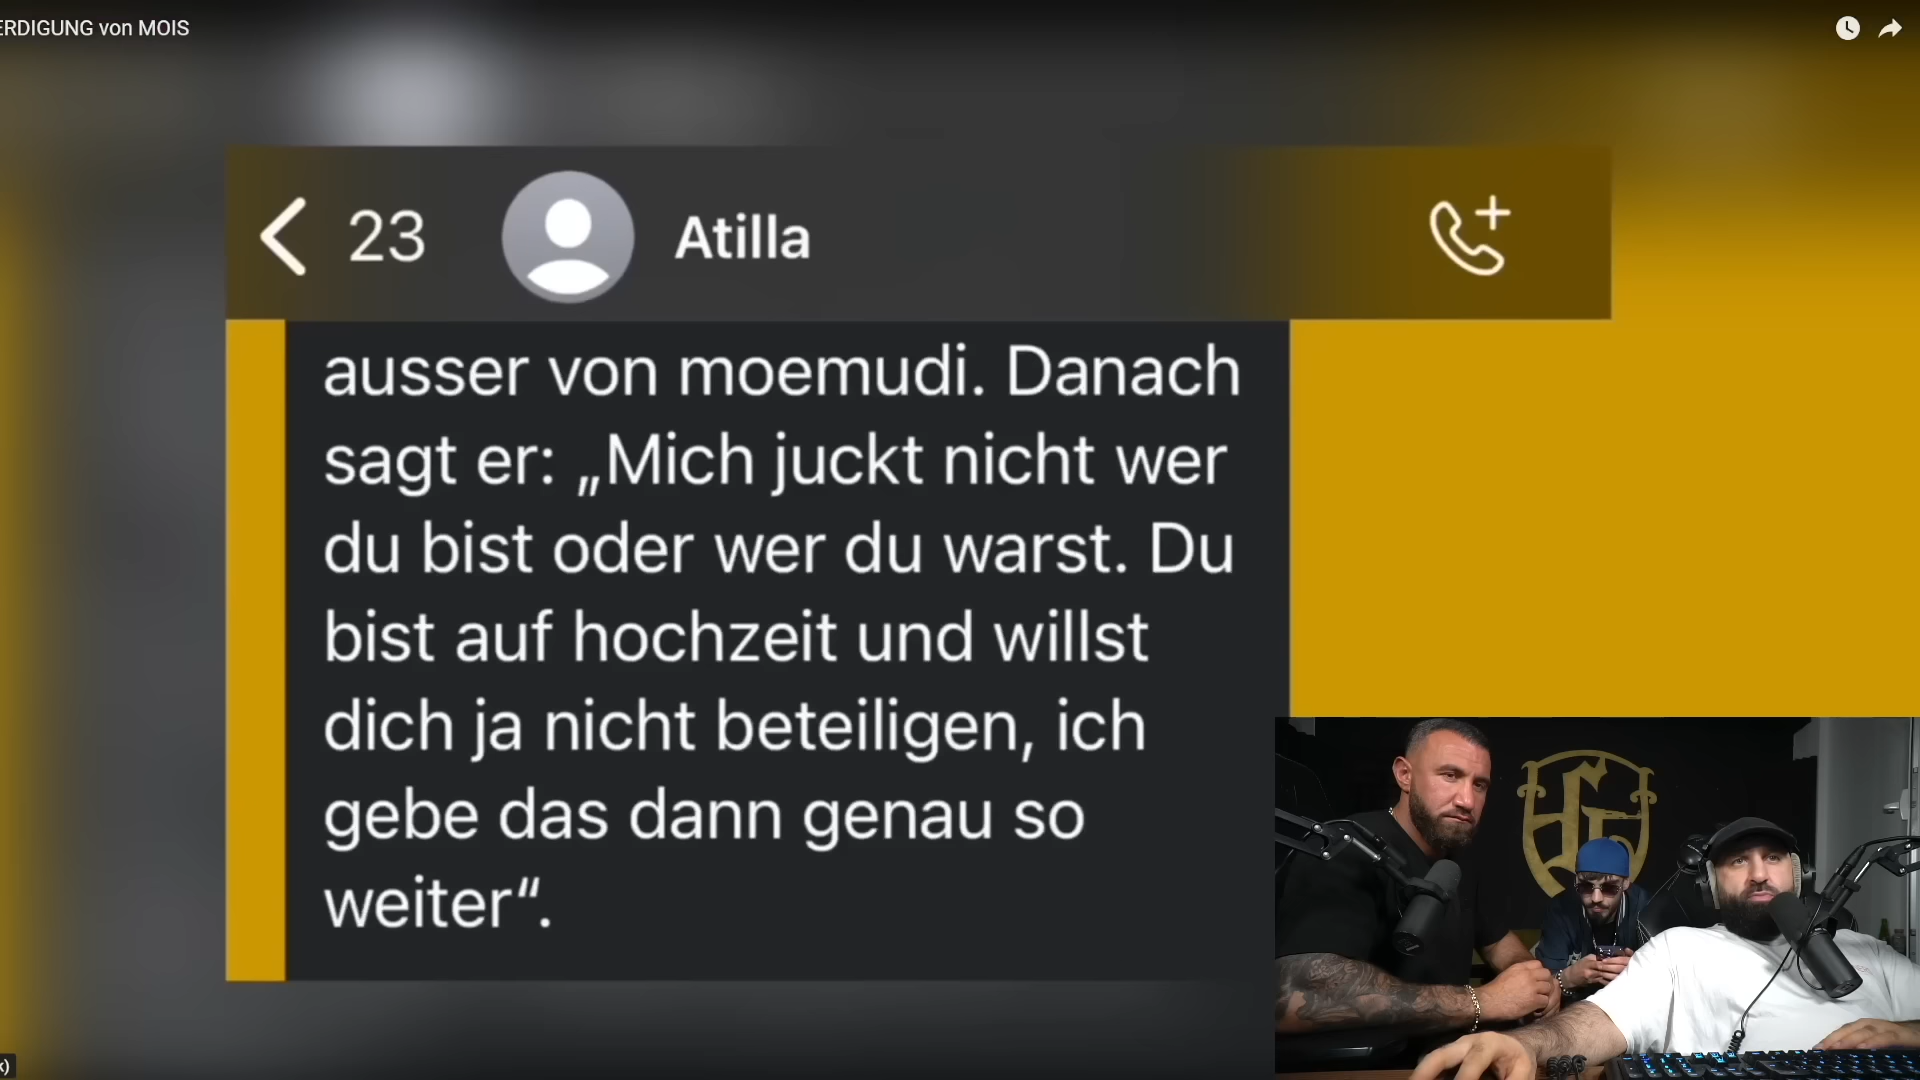 ERDIGUNG von MOIS
23 Atilla
ausser von moemudi. Danach
sagt er: „Mich juckt nicht wer
du bist oder wer du warst. Du
bist auf hochzeit und willst
dich ja nicht beteiligen, ich
gebe das dann genau so
weiter“.